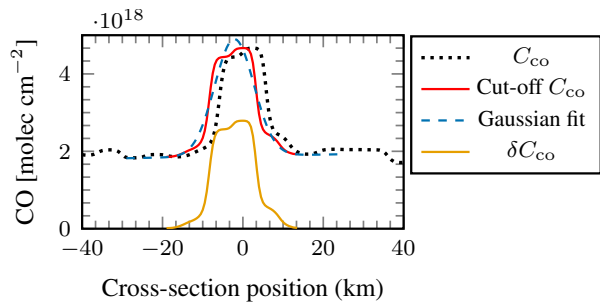 ·10^18
CO [molec cm^−2]
4
2
0
−40 −20 0 20 40
Cross-section position (km)
C_co
Cut-off C_co
Gaussian fit
δC_co